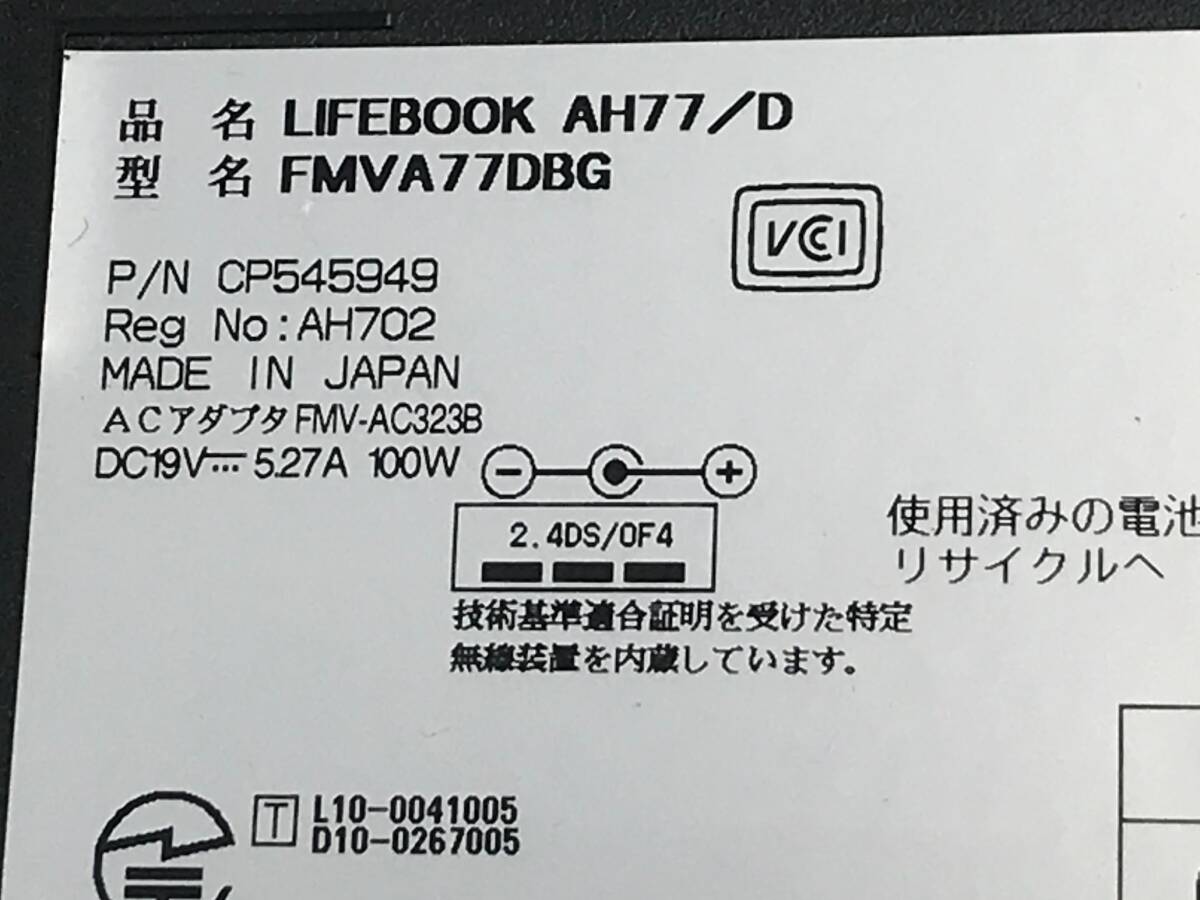 品 名 LIFEBOOK AH77/D
型 名 FMVA77DBG
VCCI
P/N CP545949
Reg No:AH702
MADE IN JAPAN
ACアダプタ FMV-AC323B
DC19V⎓ 5.27A 100W
2.4DS/OF4
使用済みの電池
リサイクルへ
技術基準適合証明を受けた特定
無線装置を内蔵しています。
T L10-0041005
D10-0267005